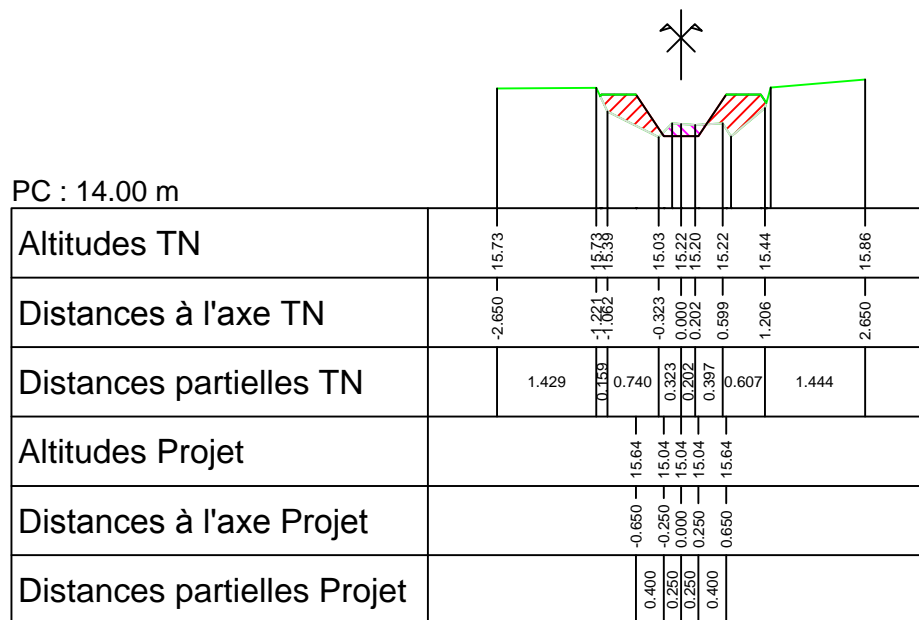 PC : 14.00 m
Altitudes TN 15.73 15.73 15.39 15.03 15.22 15.20 15.22 15.44 15.86
Distances à l'axe TN -2.650 -1.221 -1.062 -0.323 0.000 0.202 0.599 1.206 2.650
Distances partielles TN 1.429 0.159 0.740 0.323 0.202 0.397 0.607 1.444
Altitudes Projet 15.64 15.04 15.04 15.04 15.64
Distances à l'axe Projet -0.650 -0.250 0.000 0.250 0.650
Distances partielles Projet 0.400 0.250 0.250 0.400